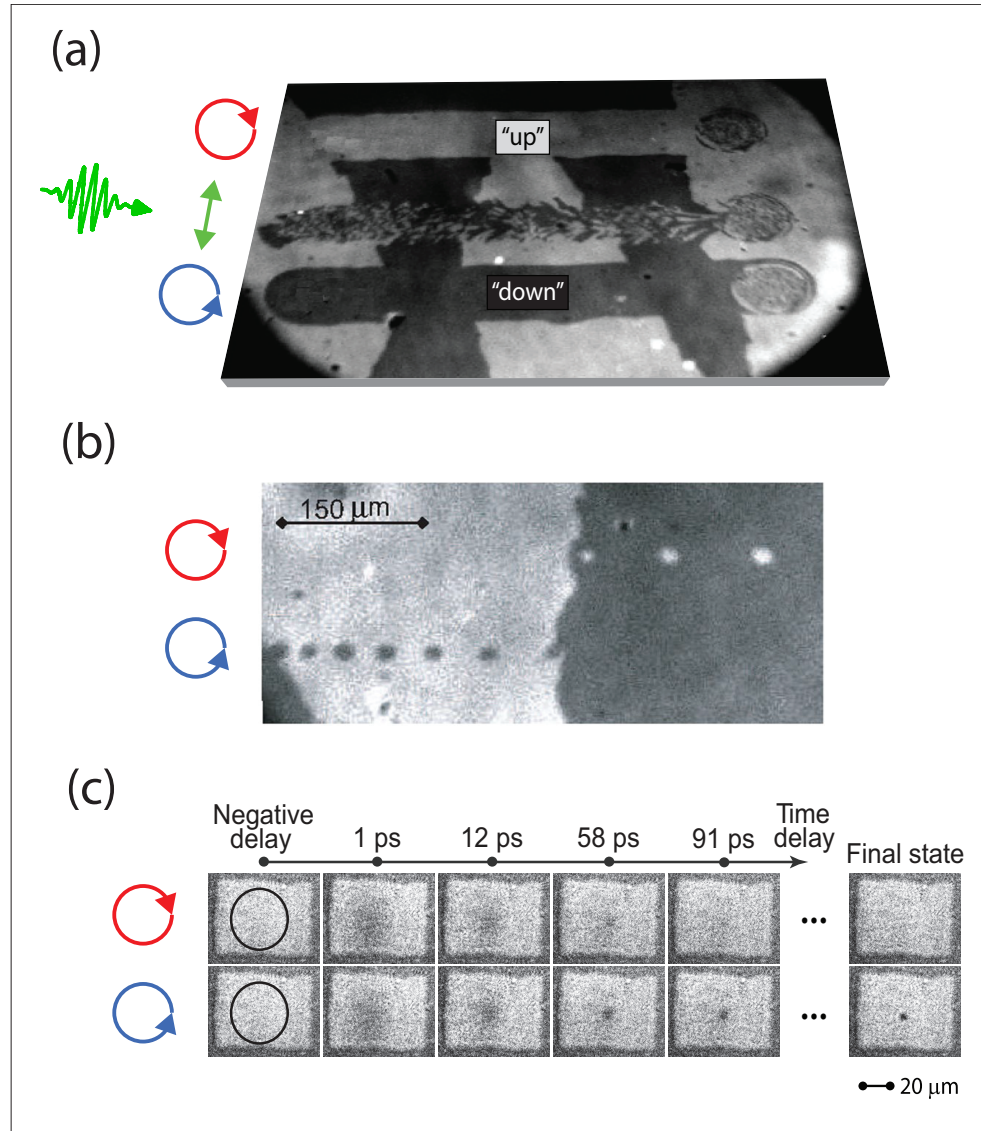 (a)
“up”
“down”
(b)
150 μm
(c)
Negative
delay
1 ps
12 ps
58 ps
91 ps
Time
delay
Final state
...
...
20 μm